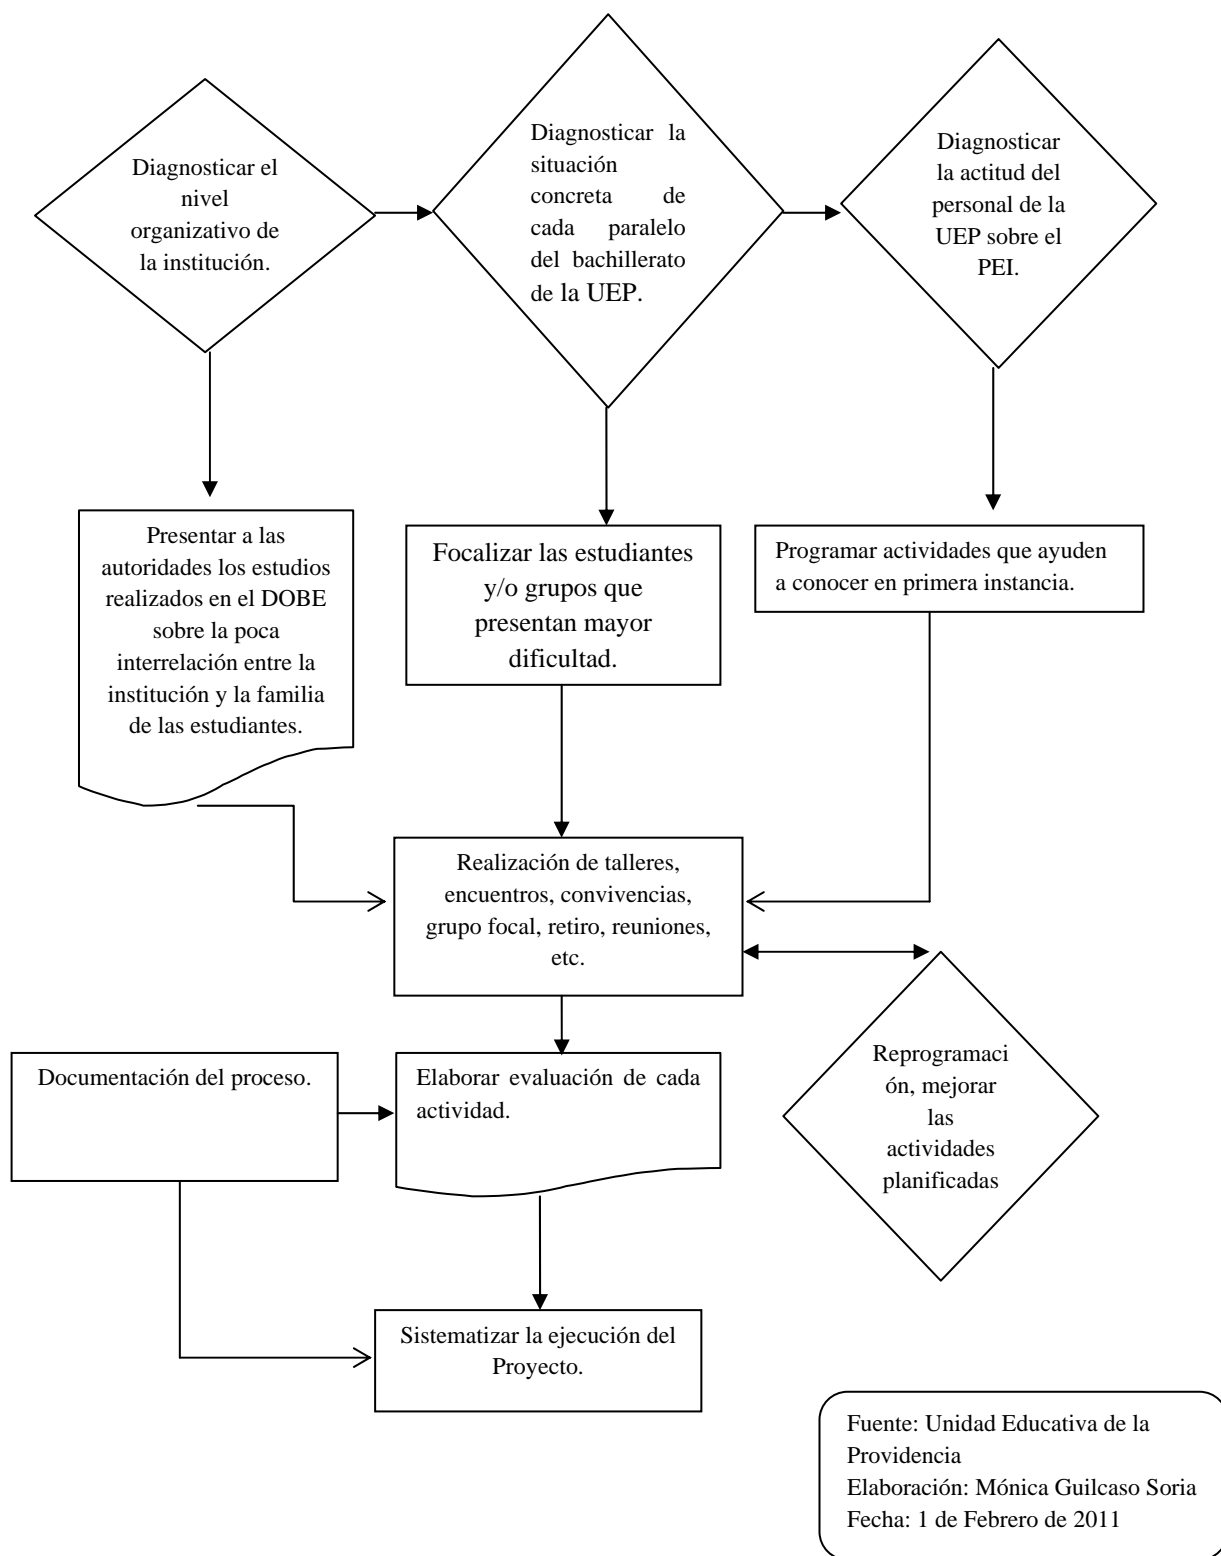 Diagnosticar el
nivel
organizativo de
la institución.
Diagnosticar la
situación
concreta de
cada paralelo
del bachillerato
de la UEP.
Diagnosticar
la actitud del
personal de la
UEP sobre el
PEI.
Presentar a las
autoridades los estudios
realizados en el DOBE
sobre la poca
interrelación entre la
institución y la familia
de las estudiantes.
Focalizar las estudiantes
y/o grupos que
presentan mayor
dificultad.
Programar actividades que ayuden
a conocer en primera instancia.
Realización de talleres,
encuentros, convivencias,
grupo focal, retiro, reuniones,
etc.
Reprogramaci
ón, mejorar
las
actividades
planificadas
Documentación del proceso.
Elaborar evaluación de cada
actividad.
Sistematizar la ejecución del
Proyecto.
Fuente: Unidad Educativa de la
Providencia
Elaboración: Mónica Guilcaso Soria
Fecha: 1 de Febrero de 2011